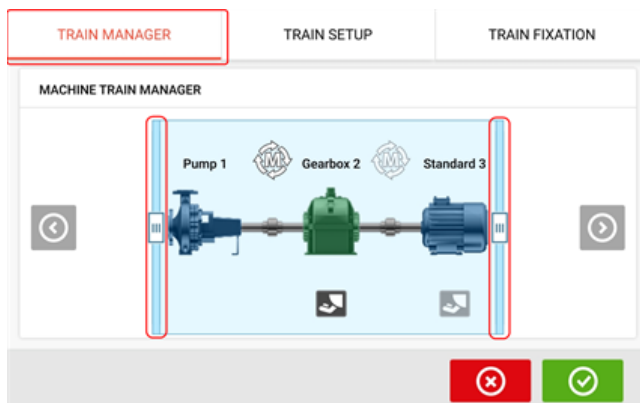 TRAIN MANAGER TRAIN SETUP TRAIN FIXATION
MACHINE TRAIN MANAGER
Pump 1 M Gearbox 2 M Standard 3